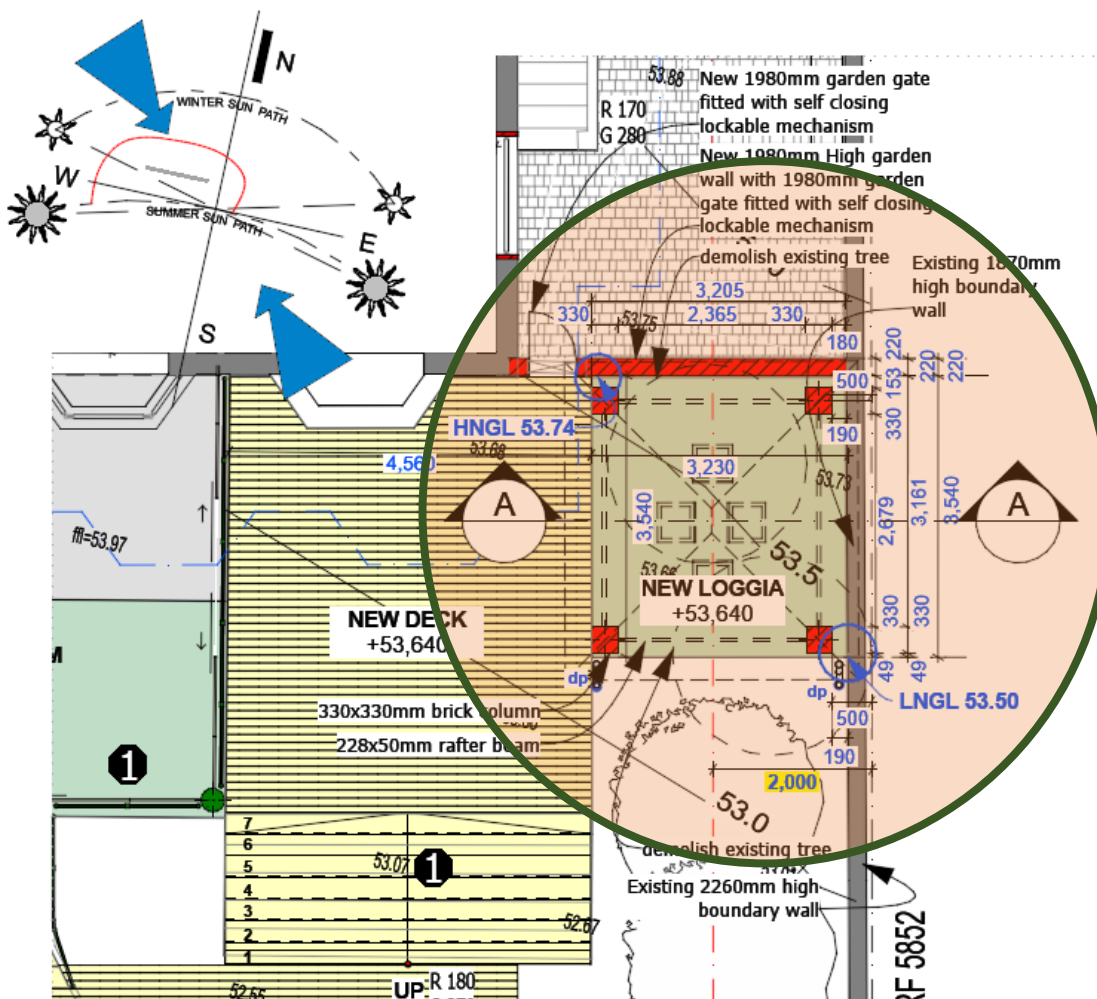 N
WINTER SUN PATH
W
SUMMER SUN PATH
E
S
53.88
New 1980mm garden gate
fitted with self closing
lockable mechanism
R 170
G 280
New 1980mm High garden
wall with 1980mm garden
gate fitted with self closing
lockable mechanism
demolish existing tree
Existing 1870mm
high boundary
wall
3,205
330
2,365
330
53.75
180
220
220
220
500
153
330
190
HNGL 53.74
53.68
4,560
3,230
53.73
A
A
3,540
2,679
3,161
3,540
ffl=53.97
53.5
53.66
NEW LOGGIA
+53,640
NEW DECK
+53,640
330
330
49
49
M
dp
dp
LNGL 53.50
330x330mm brick column
228x50mm rafter beam
500
190
2,000
1
53.0
7
6
5
4
3
2
1
53.07
1
demolish existing tree
Existing 2260mm high
boundary wall
52.67
RF 5852
UP
R 180
52.55